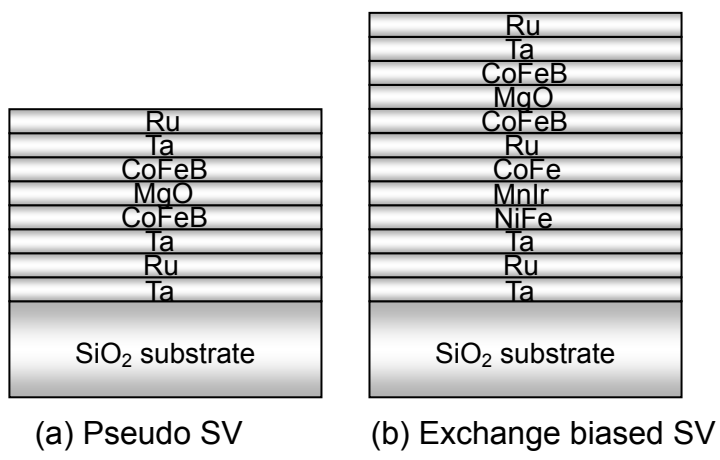 Ru
Ta
CoFeB
MgO
CoFeB
Ta
Ru
Ta
SiO₂ substrate
(a) Pseudo SV
Ru
Ta
CoFeB
MgO
CoFeB
Ru
CoFe
MnIr
NiFe
Ta
Ru
Ta
SiO₂ substrate
(b) Exchange biased SV